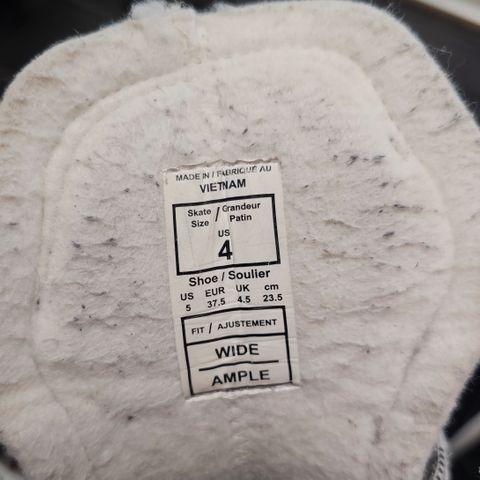 MADE IN / FABRIQUÉ AU
VIETNAM
Skate Size / Grandeur Patin
US
4
Shoe / Soulier
US EUR UK cm
5 37.5 4.5 23.5
FIT / AJUSTEMENT
WIDE
AMPLE